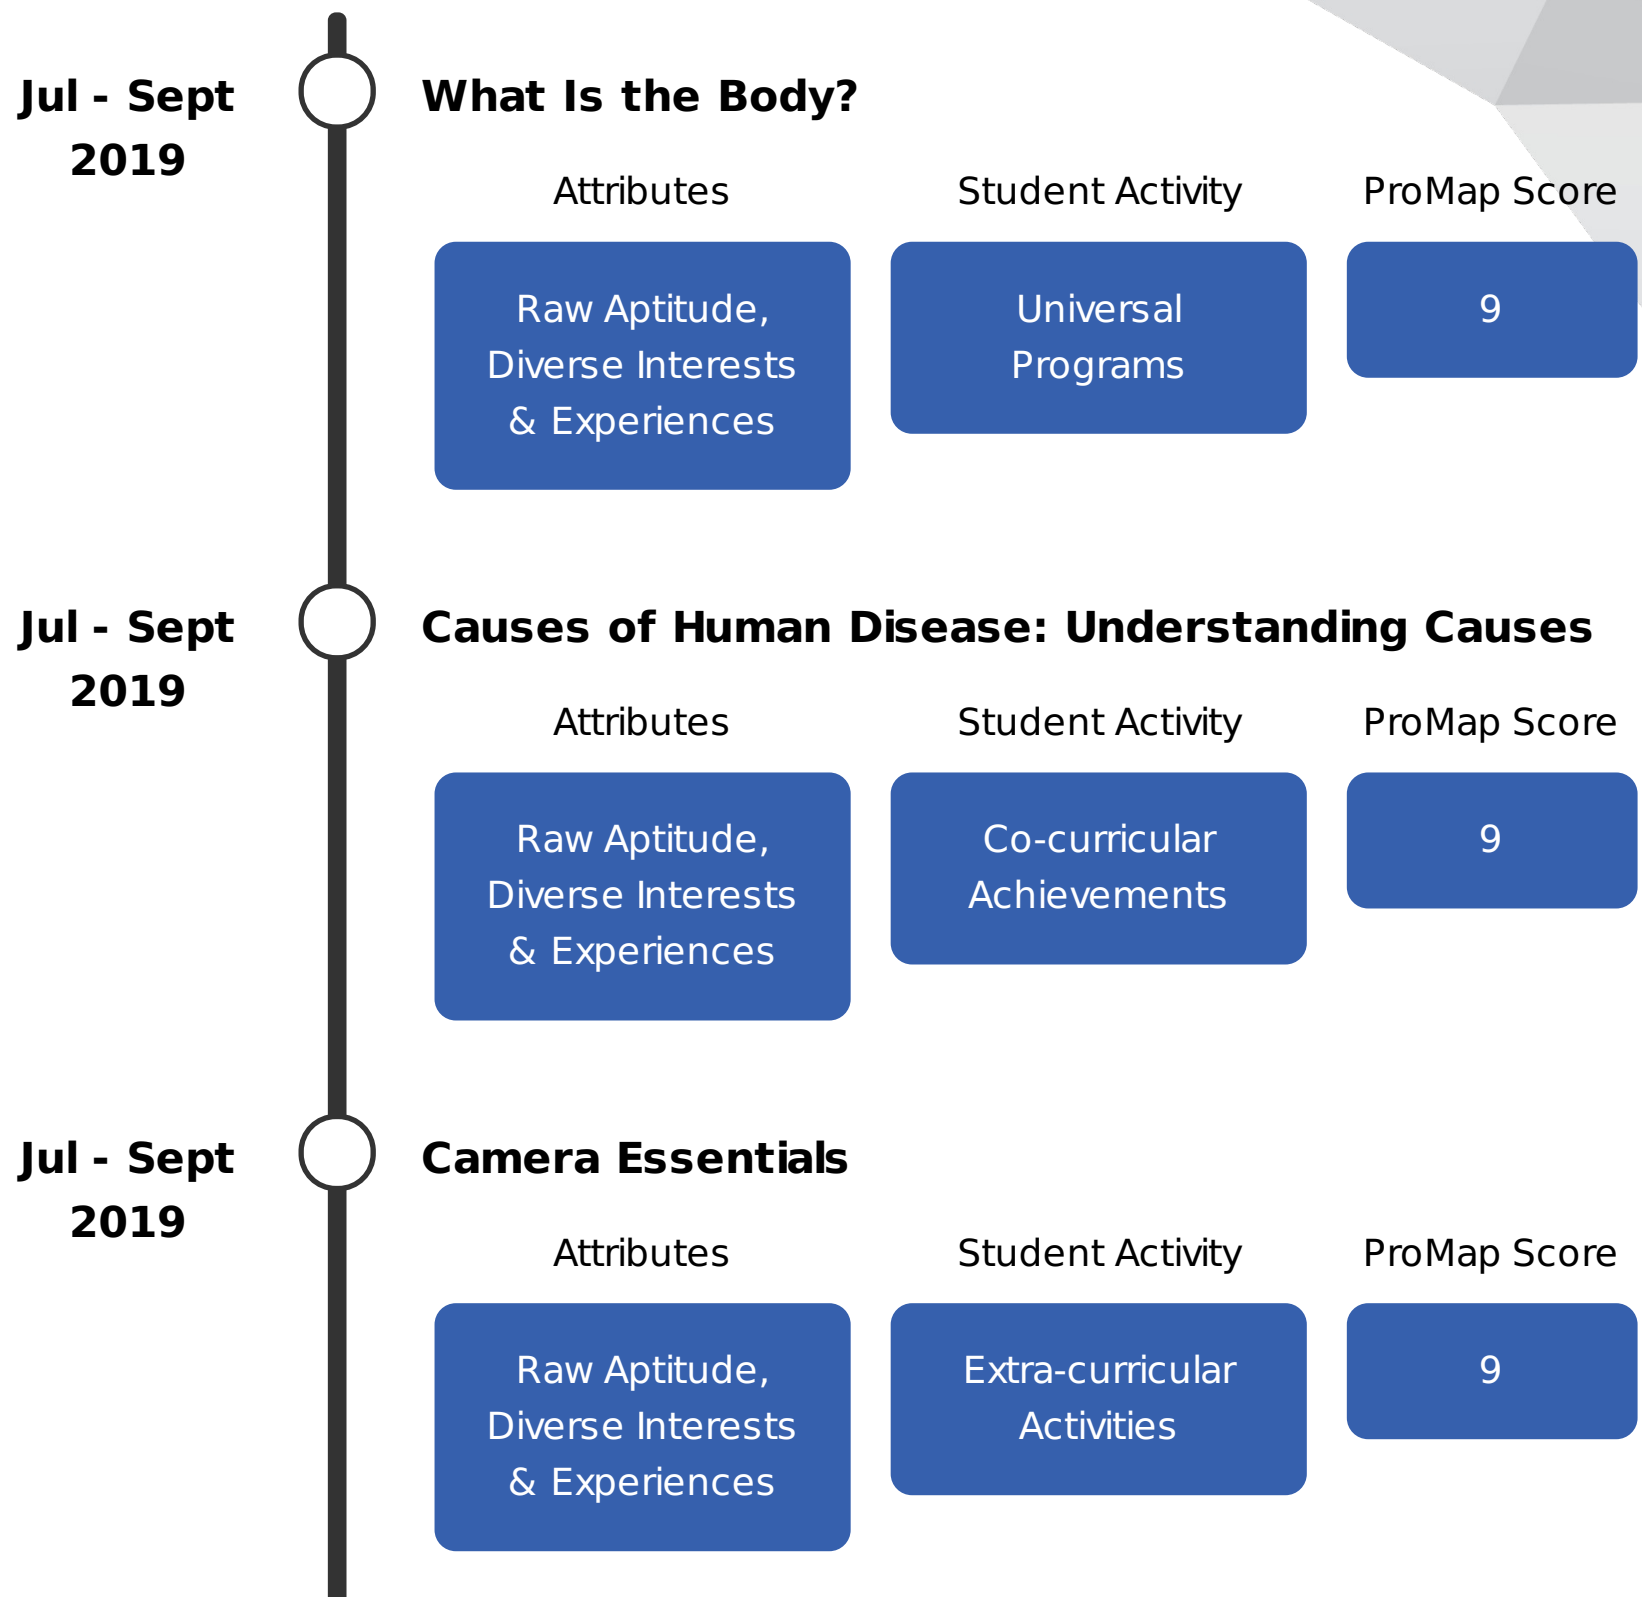 Jul - Sept
2019
What Is the Body?
Attributes
Student Activity
ProMap Score
Raw Aptitude,
Diverse Interests
& Experiences
Universal
Programs
9
Jul - Sept
2019
Causes of Human Disease: Understanding Causes
Attributes
Student Activity
ProMap Score
Raw Aptitude,
Diverse Interests
& Experiences
Co-curricular
Achievements
9
Jul - Sept
2019
Camera Essentials
Attributes
Student Activity
ProMap Score
Raw Aptitude,
Diverse Interests
& Experiences
Extra-curricular
Activities
9